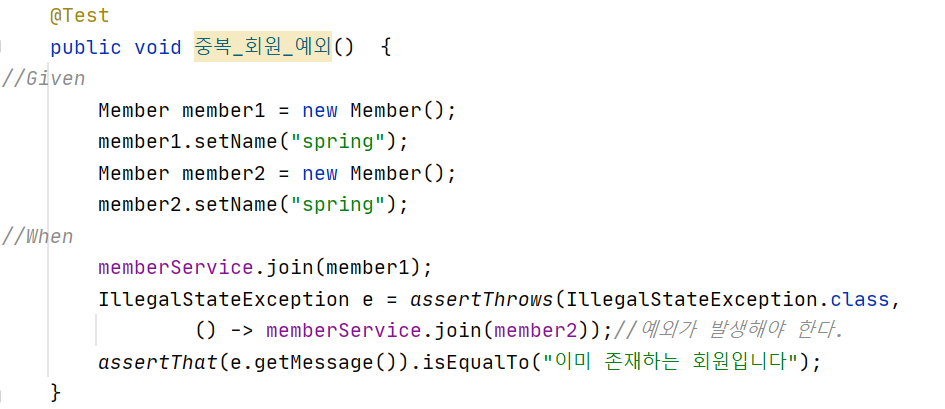 @Test
public void 중복_회원_예외()  {
//Given
Member member1 = new Member();
member1.setName("spring");
Member member2 = new Member();
member2.setName("spring");
//When
memberService.join(member1);
IllegalStateException e = assertThrows(IllegalStateException.class,
() -> memberService.join(member2));//예외가 발생해야 한다.
assertThat(e.getMessage()).isEqualTo("이미 존재하는 회원입니다");
}